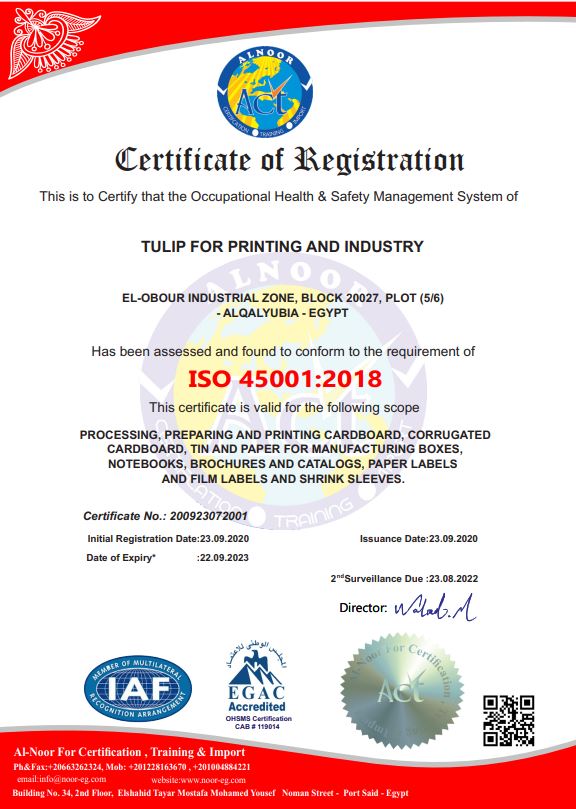 ALNOOR
ACT
CERTIFICATION TRAINING IMPORT
Certificate of Registration
This is to Certify that the Occupational Health & Safety Management System of
TULIP FOR PRINTING AND INDUSTRY
EL-OBOUR INDUSTRIAL ZONE, BLOCK 20027, PLOT (5/6)
- ALQALYUBIA - EGYPT
Has been assessed and found to conform to the requirement of
ISO 45001:2018
This certificate is valid for the following scope
PROCESSING, PREPARING AND PRINTING CARDBOARD, CORRUGATED
CARDBOARD, TIN AND PAPER FOR MANUFACTURING BOXES,
NOTEBOOKS, BROCHURES AND CATALOGS, PAPER LABELS
AND FILM LABELS AND SHRINK SLEEVES.
Certificate No.: 200923072001
Initial Registration Date:23.09.2020 Issuance Date:23.09.2020
Date of Expiry* :22.09.2023
2nd Surveillance Due :23.08.2022
Director:
MEMBER OF MULTILATERAL
IAF
RECOGNITION ARRANGEMENT
المجلس الوطنى للاعتماد
EGAC
Accredited
OHSMS Certification
CAB # 119014
Al-Noor For Certification
ACT
Al-Noor For Certification , Training & Import
Ph&Fax:+20663262324, Mob: +201228163670 , +201004884221
email:info@noor-eg.com website:www.noor-eg.com
Building No. 34, 2nd Floor, Elshahid Tayar Mostafa Mohamed Yousef Noman Street - Port Said - Egypt